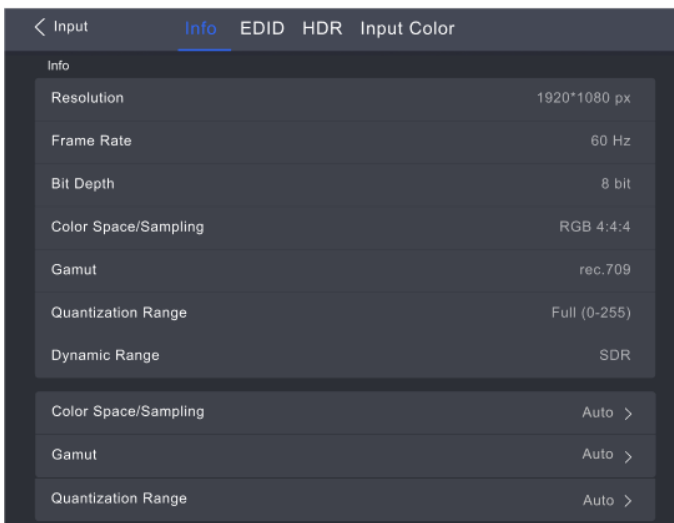 Input Info EDID HDR Input Color
Info
Resolution 1920*1080 px
Frame Rate 60 Hz
Bit Depth 8 bit
Color Space/Sampling RGB 4:4:4
Gamut rec.709
Quantization Range Full (0-255)
Dynamic Range SDR
Color Space/Sampling Auto >
Gamut Auto >
Quantization Range Auto >